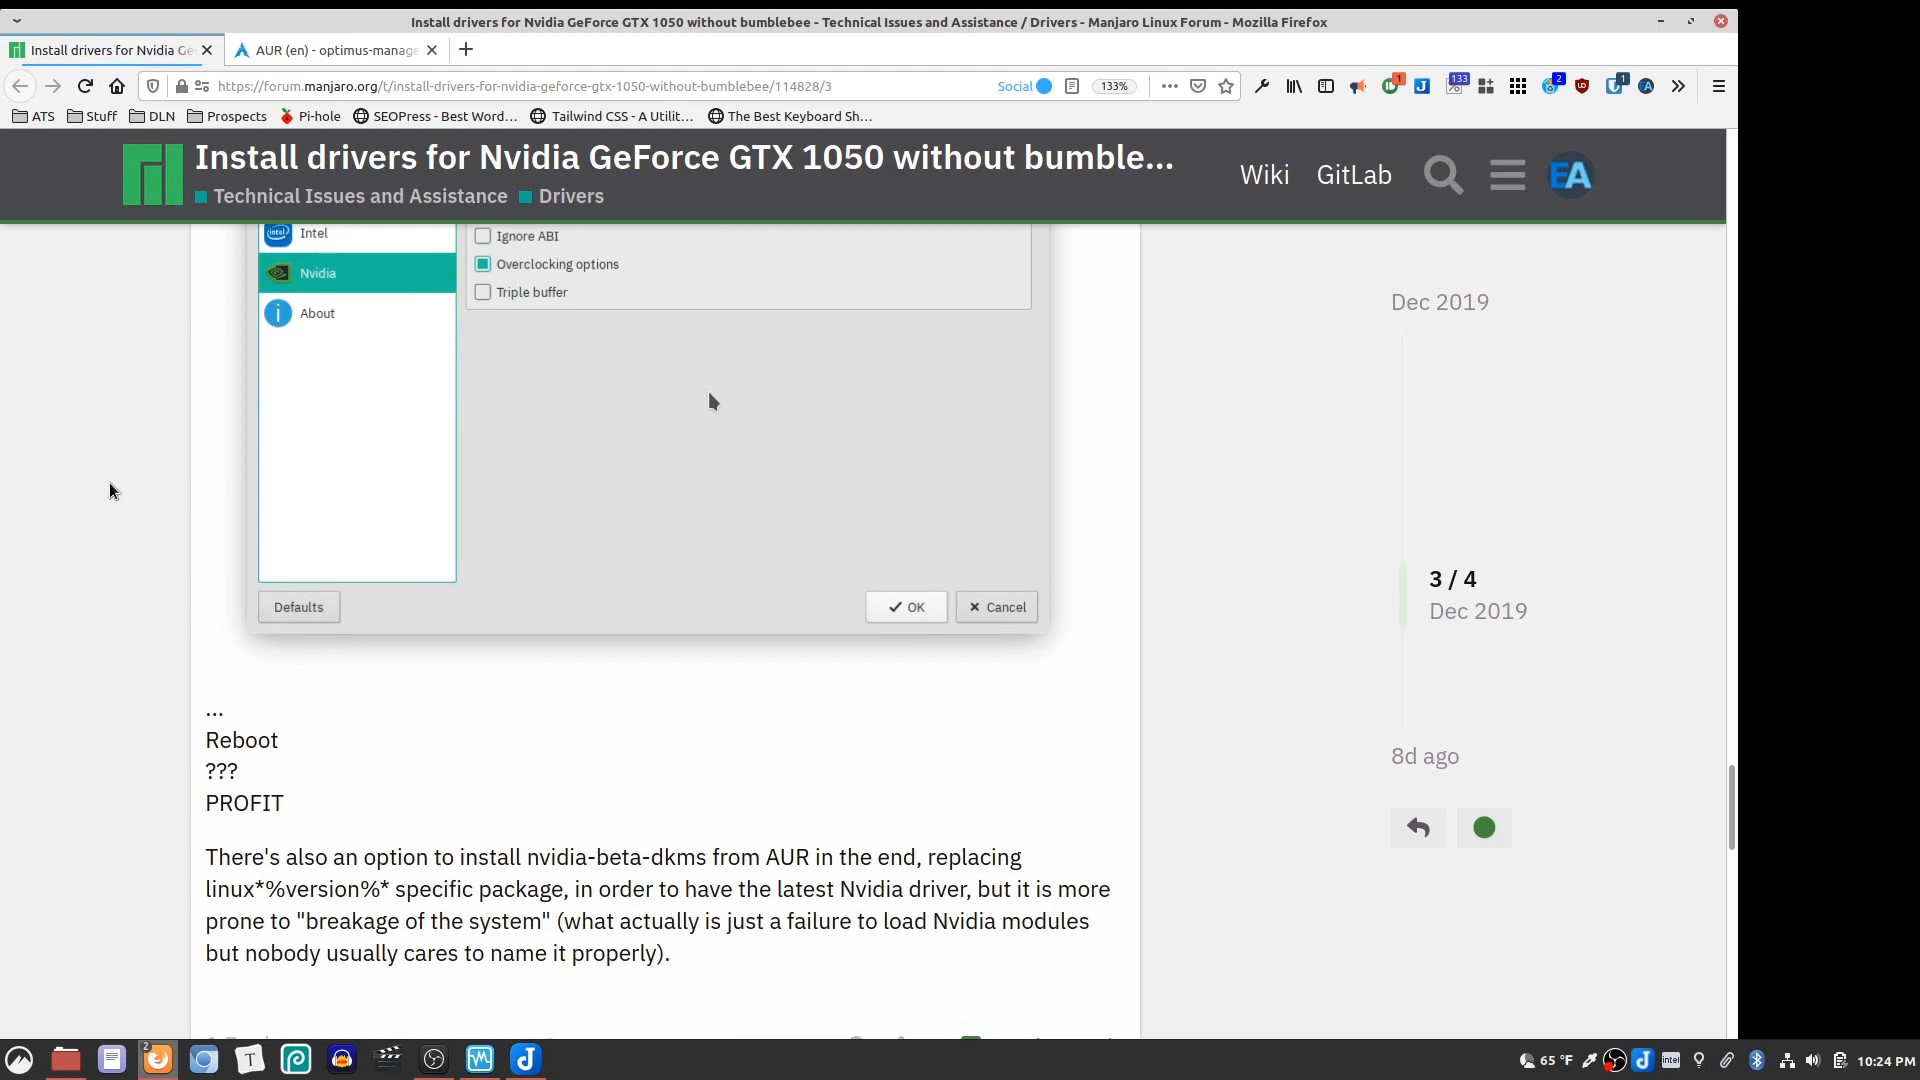 Install drivers for Nvidia GeForce GTX 1050 without bumblebee - Technical Issues and Assistance / Drivers - Manjaro Linux Forum - Mozilla Firefox
Install drivers for Nvidia Ge
AUR (en) - optimus-manage
https://forum.manjaro.org/t/install-drivers-for-nvidia-geforce-gtx-1050-without-bumblebee/114828/3
Social
133%
1
133
2
1
ATS
Stuff
DLN
Prospects
Pi-hole
SEOPress - Best Word...
Tailwind CSS - A Utilit...
The Best Keyboard Sh...
Install drivers for Nvidia GeForce GTX 1050 without bumble...
Technical Issues and Assistance
Drivers
Wiki
GitLab
EA
intel
Intel
Ignore ABI
Nvidia
Overclocking options
Triple buffer
About
Dec 2019
3 / 4
Dec 2019
Defaults
OK
Cancel
...
Reboot
???
PROFIT
8d ago
There's also an option to install nvidia-beta-dkms from AUR in the end, replacing
linux*%version%* specific package, in order to have the latest Nvidia driver, but it is more
prone to "breakage of the system" (what actually is just a failure to load Nvidia modules
but nobody usually cares to name it properly).
2
T
65 °F
intel
10:24 PM